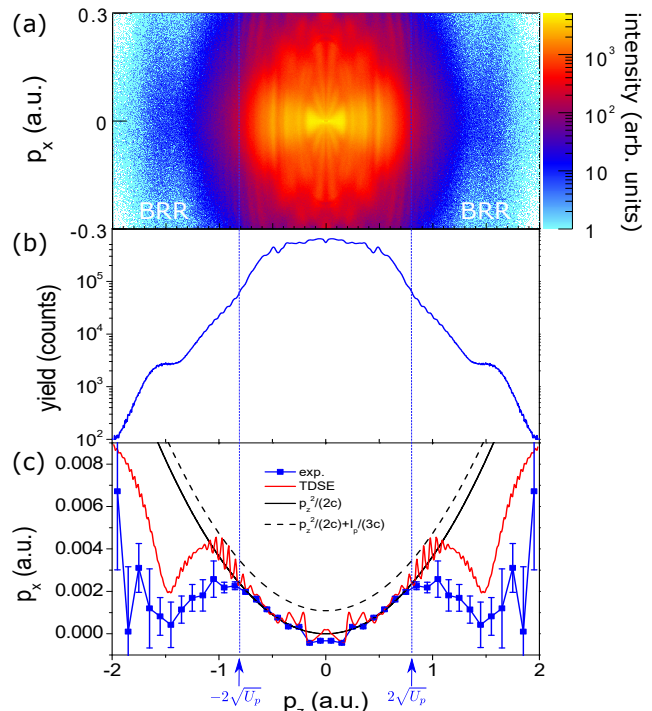 (a)
0.3
0
-0.3
p_x (a.u.)
BRR
BRR
10^3
10^2
10
1
intensity (arb. units)
(b)
10^5
10^4
10^3
10^2
yield (counts)
(c)
0.008
0.006
0.004
0.002
0.000
p_x (a.u.)
exp.
TDSE
p_z^2/(2c)
p_z^2/(2c)+I_p/(3c)
-2 -1 0 1 2
-2√U_p
p_z (a.u.)
2√U_p